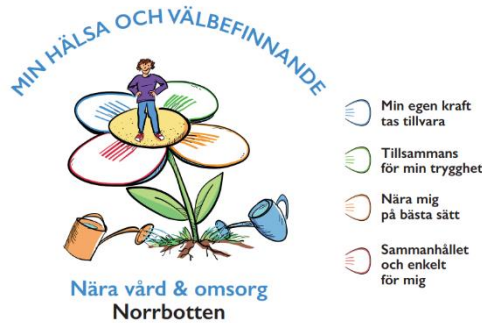 MIN HÄLSA OCH VÄLBEFINNANDE
Min egen kraft
tas tillvara
Tillsammans
för min trygghet
Nära mig
på bästa sätt
Sammanhållet
och enkelt
för mig
Nära vård & omsorg
Norrbotten